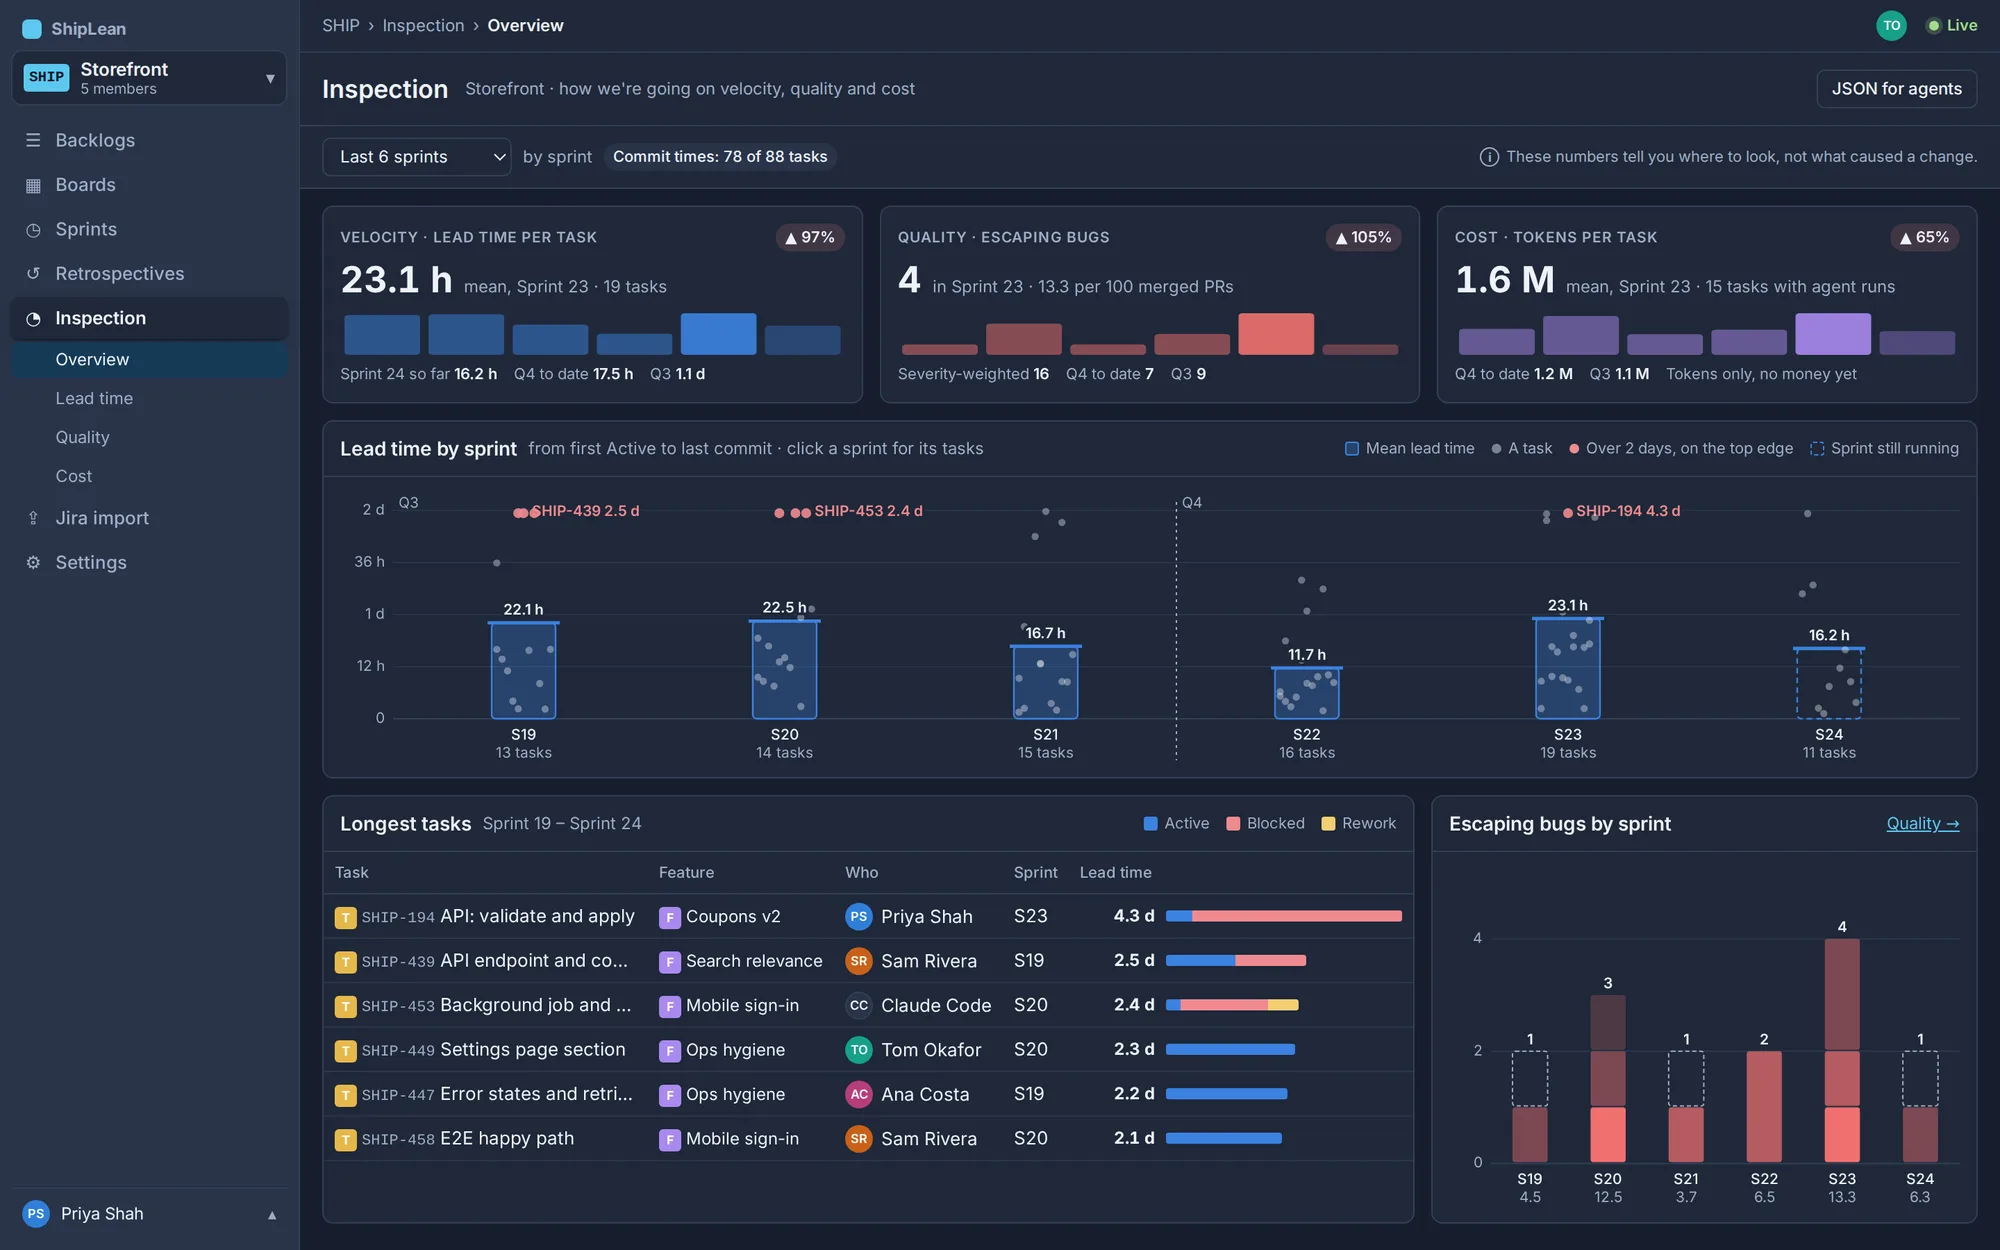 ShipLean
SHIP Storefront
5 members
Backlogs
Boards
Sprints
Retrospectives
Inspection
Overview
Lead time
Quality
Cost
Jira import
Settings
PS Priya Shah
SHIP › Inspection › Overview
TO Live
Inspection Storefront · how we're going on velocity, quality and cost
JSON for agents
Last 6 sprints by sprint Commit times: 78 of 88 tasks
These numbers tell you where to look, not what caused a change.
VELOCITY · LEAD TIME PER TASK ▲ 97%
23.1 h mean, Sprint 23 · 19 tasks
Sprint 24 so far 16.2 h Q4 to date 17.5 h Q3 1.1 d
QUALITY · ESCAPING BUGS ▲ 105%
4 in Sprint 23 · 13.3 per 100 merged PRs
Severity-weighted 16 Q4 to date 7 Q3 9
COST · TOKENS PER TASK ▲ 65%
1.6 M mean, Sprint 23 · 15 tasks with agent runs
Q4 to date 1.2 M Q3 1.1 M Tokens only, no money yet
Lead time by sprint from first Active to last commit · click a sprint for its tasks
Mean lead time A task Over 2 days, on the top edge Sprint still running
Q3 Q4
2 d SHIP-439 2.5 d SHIP-453 2.4 d SHIP-194 4.3 d
36 h
1 d 22.1 h 22.5 h 16.7 h 11.7 h 23.1 h 16.2 h
12 h
0
S19 S20 S21 S22 S23 S24
13 tasks 14 tasks 15 tasks 16 tasks 19 tasks 11 tasks
Longest tasks Sprint 19 – Sprint 24
Active Blocked Rework
Task Feature Who Sprint Lead time
T SHIP-194 API: validate and apply F Coupons v2 PS Priya Shah S23 4.3 d
T SHIP-439 API endpoint and co... F Search relevance SR Sam Rivera S19 2.5 d
T SHIP-453 Background job and ... F Mobile sign-in CC Claude Code S20 2.4 d
T SHIP-449 Settings page section F Ops hygiene TO Tom Okafor S20 2.3 d
T SHIP-447 Error states and retri... F Ops hygiene AC Ana Costa S19 2.2 d
T SHIP-458 E2E happy path F Mobile sign-in SR Sam Rivera S20 2.1 d
Escaping bugs by sprint Quality →
4
2
0
1 3 1 2 4 1
S19 S20 S21 S22 S23 S24
4.5 12.5 3.7 6.5 13.3 6.3